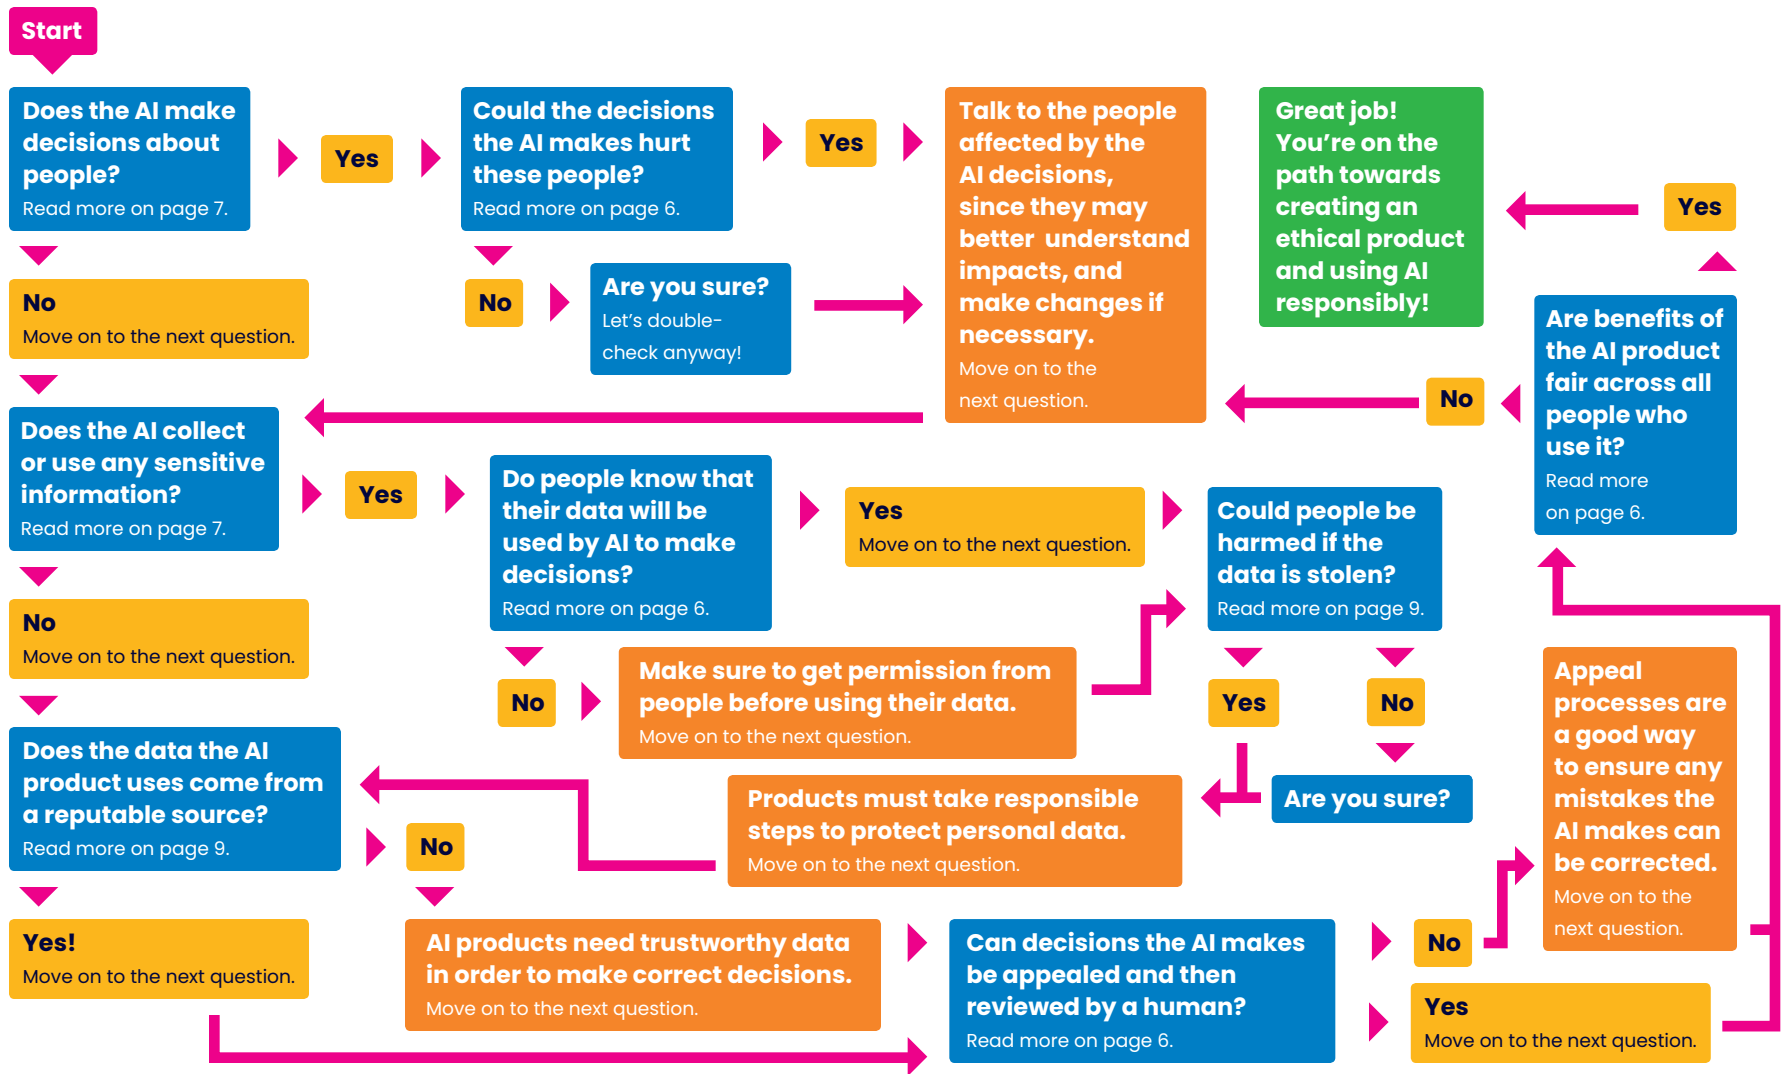 Start
Does the AI make
decisions about
people?
Read more on page 7.
Yes
Could the decisions
the AI makes hurt
these people?
Read more on page 6.
Yes
Talk to the people
affected by the
AI decisions,
since they may
better understand
impacts, and
make changes if
necessary.
Move on to the
next question.
Great job!
You're on the
path towards
creating an
ethical product
and using AI
responsibly!
Yes
No
Move on to the next question.
No
Are you sure?
Let's double-
check anyway!
Are benefits of
the AI product
fair across all
people who
use it?
Read more
on page 6.
No
Does the AI collect
or use any sensitive
information?
Read more on page 7.
Yes
Do people know that
their data will be
used by AI to make
decisions?
Read more on page 6.
Yes
Move on to the next question.
Could people be
harmed if the
data is stolen?
Read more on page 9.
No
Move on to the next question.
No
Make sure to get permission from
people before using their data.
Move on to the next question.
Yes
No
Appeal
processes are
a good way
to ensure any
mistakes the
AI makes can
be corrected.
Move on to the
next question.
Does the data the AI
product uses come from
a reputable source?
Read more on page 9.
No
Products must take responsible
steps to protect personal data.
Move on to the next question.
Are you sure?
Yes!
Move on to the next question.
AI products need trustworthy data
in order to make correct decisions.
Move on to the next question.
Can decisions the AI makes
be appealed and then
reviewed by a human?
Read more on page 6.
No
Yes
Move on to the next question.